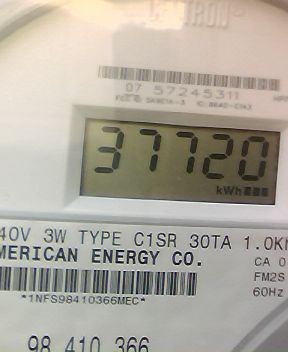 C TRON
07 57245311
37720
kWh
40V 3W TYPE C1SR 30TA 1.0K
MERICAN ENERGY CO.
CA 0
FM2S
60Hz
*1NFS98410366MEC*
98 410 366